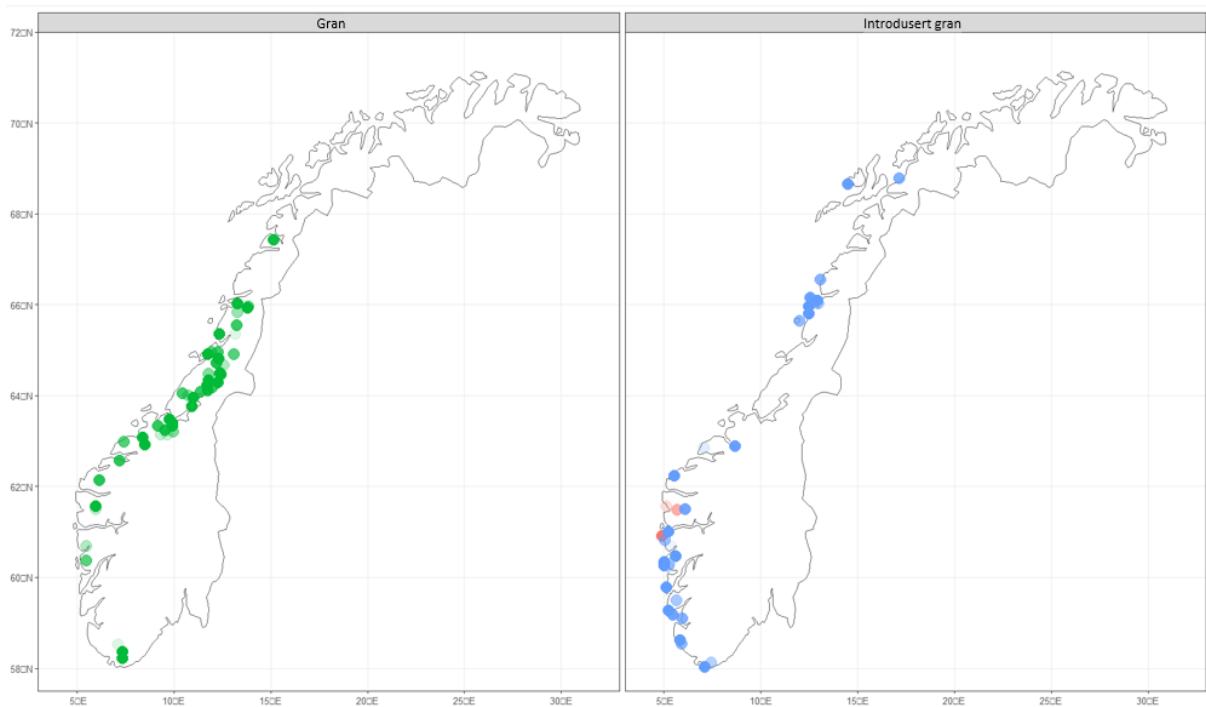 Gran
Introdusert gran
72□N
70□N
68□N
66□N
64□N
62□N
60□N
58□N
5□E 10□E 15□E 20□E 25□E 30□E
5□E 10□E 15□E 20□E 25□E 30□E